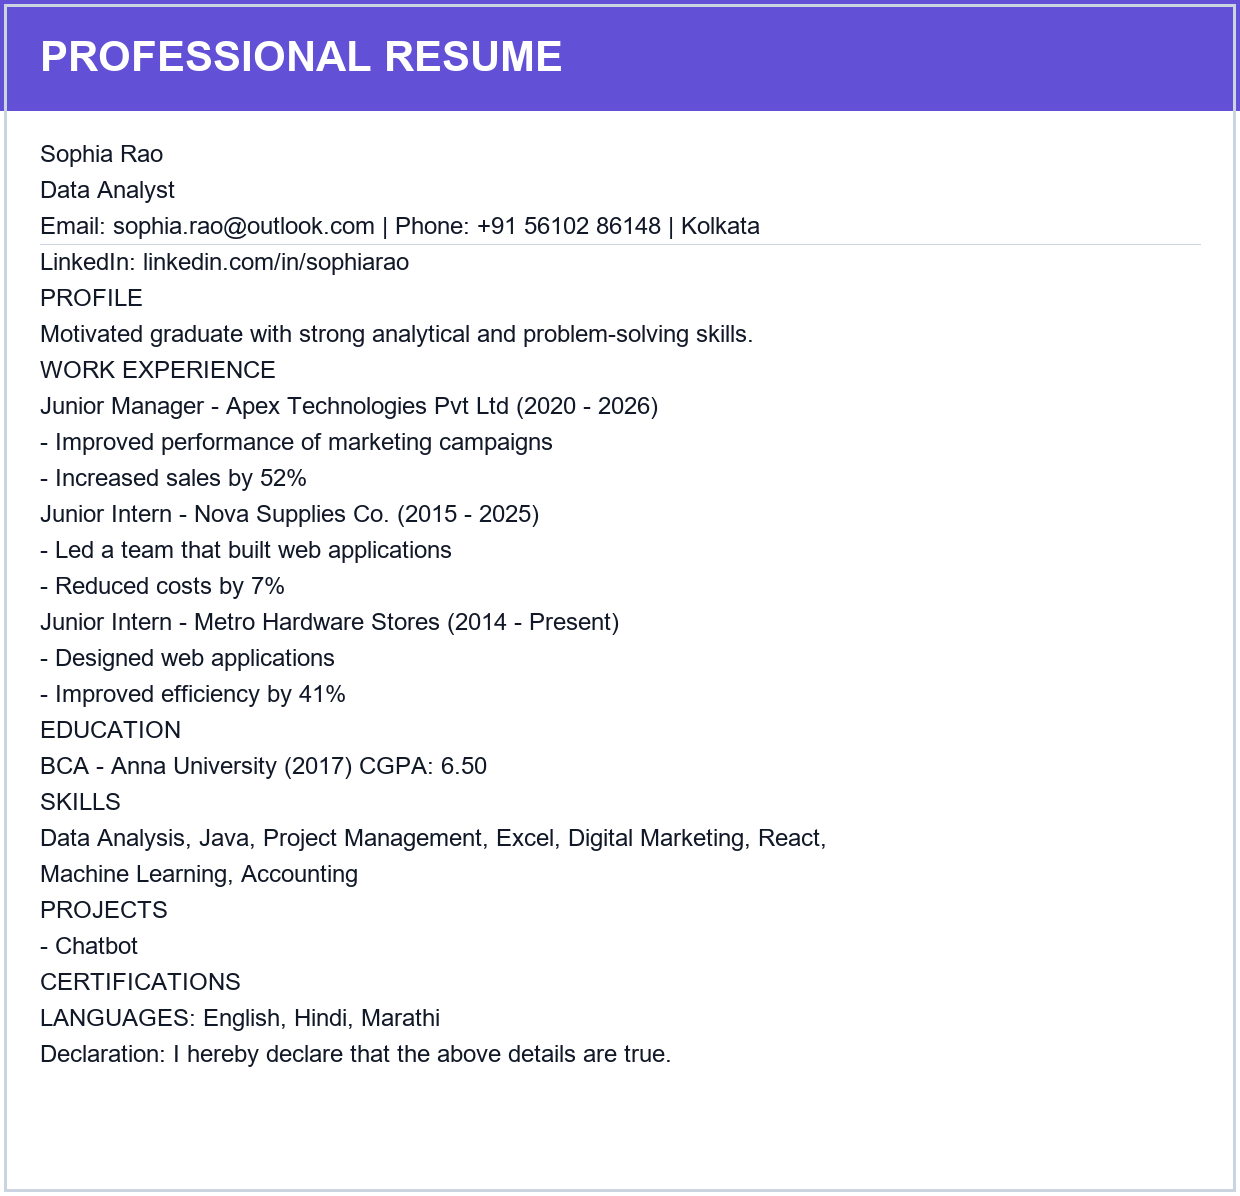 PROFESSIONAL RESUME
Sophia Rao
Data Analyst
Email: sophia.rao@outlook.com | Phone: +91 56102 86148 | Kolkata
LinkedIn: linkedin.com/in/sophiarao
PROFILE
Motivated graduate with strong analytical and problem-solving skills.
WORK EXPERIENCE
Junior Manager - Apex Technologies Pvt Ltd (2020 - 2026)
- Improved performance of marketing campaigns
- Increased sales by 52%
Junior Intern - Nova Supplies Co. (2015 - 2025)
- Led a team that built web applications
- Reduced costs by 7%
Junior Intern - Metro Hardware Stores (2014 - Present)
- Designed web applications
- Improved efficiency by 41%
EDUCATION
BCA - Anna University (2017) CGPA: 6.50
SKILLS
Data Analysis, Java, Project Management, Excel, Digital Marketing, React,
Machine Learning, Accounting
PROJECTS
- Chatbot
CERTIFICATIONS
LANGUAGES: English, Hindi, Marathi
Declaration: I hereby declare that the above details are true.